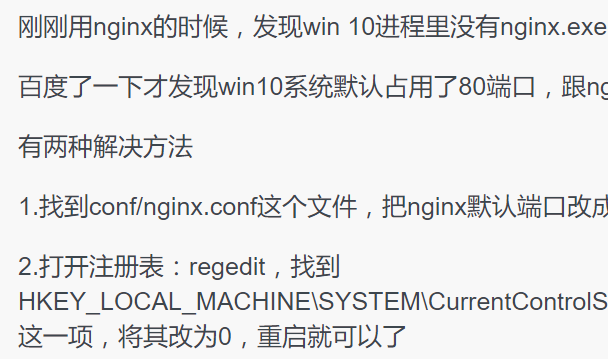 刚刚用nginx的时候，发现win 10进程里没有nginx.exe
百度了一下才发现win10系统默认占用了80端口，跟ng
有两种解决方法
1.找到conf/nginx.conf这个文件，把nginx默认端口改成
2.打开注册表：regedit，找到
HKEY_LOCAL_MACHINE\SYSTEM\CurrentControlS
这一项，将其改为0，重启就可以了